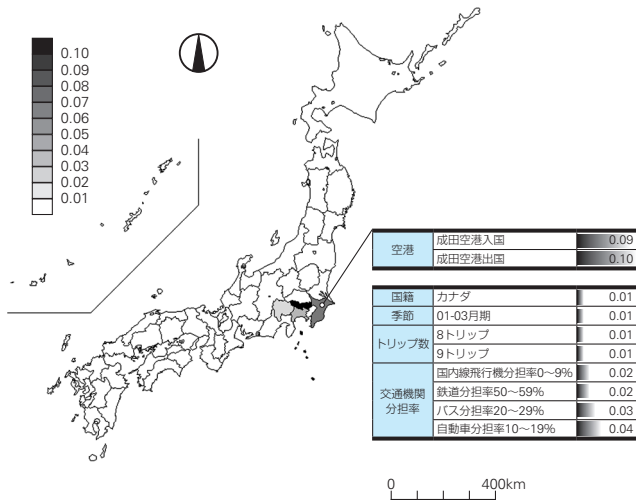 0.10
0.09
0.08
0.07
0.06
0.05
0.04
0.03
0.02
0.01
空港
成田空港入国 0.09
成田空港出国 0.10
国籍 カナダ 0.01
季節 01-03月期 0.01
トリップ数
8トリップ 0.01
9トリップ 0.01
交通機関
分担率
国内線飛行機分担率0～9% 0.02
鉄道分担率50～59% 0.02
バス分担率20～29% 0.03
自動車分担率10～19% 0.04
0 400km